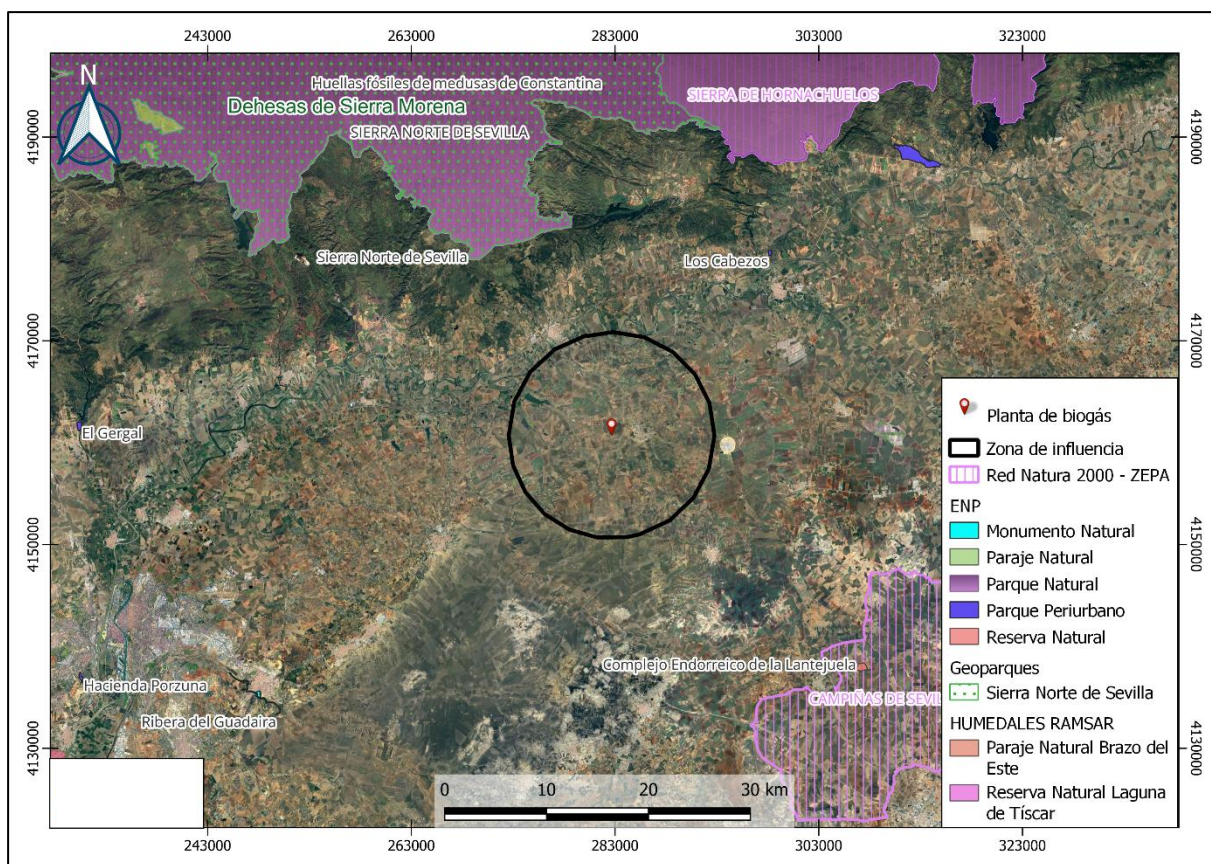 243000
263000
283000
303000
323000
N
Huellas fósiles de medusas de Constantina
SIERRA DE HORNACHUELOS
Dehesas de Sierra Morena
SIERRA NORTE DE SEVILLA
4190000
4190000
Sierra Norte de Sevilla
Los Cabezos
4170000
4170000
El Gergal
4150000
4150000
Complejo Endorreico de la Lantejuela
Hacienda Porzuna
CAMPIÑAS DE SEVI
Ribera del Guadaira
4130000
4130000
Planta de biogás
Zona de influencia
Red Natura 2000 - ZEPA
ENP
Monumento Natural
Paraje Natural
Parque Natural
Parque Periurbano
Reserva Natural
Geoparques
Sierra Norte de Sevilla
HUMEDALES RAMSAR
Paraje Natural Brazo del
Este
Reserva Natural Laguna
de Tíscar
0 10 20 30 km
243000
263000
283000
303000
323000